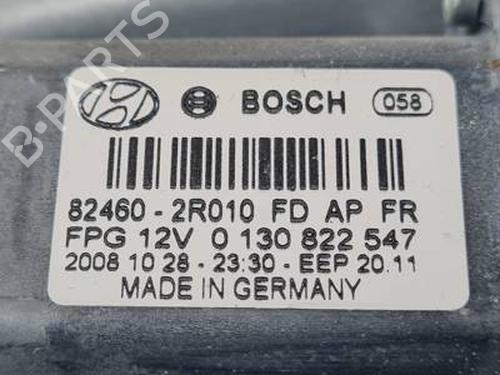 BOSCH 058
82460 - 2R010 FD AP FR
FPG 12V 0 130 822 547
2008 10 28 - 23:30 - EEP 20.11
MADE IN GERMANY
B-PARTS